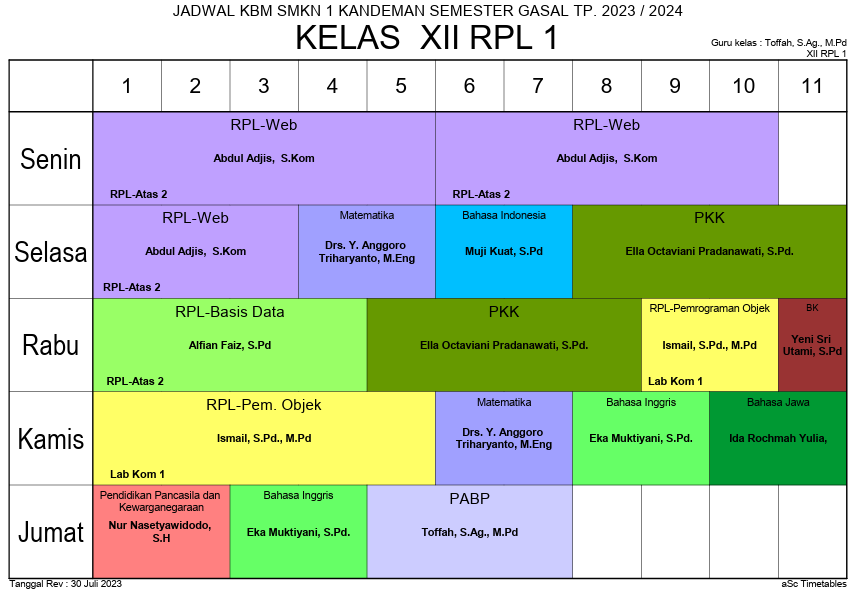 JADWAL KBM SMKN 1 KANDEMAN SEMESTER GASAL TP. 2023 / 2024
KELAS XII RPL 1
Guru kelas : Toffah, S.Ag., M.Pd
XII RPL 1
1 2 3 4 5 6 7 8 9 10 11
Senin
RPL-Web
Abdul Adjis, S.Kom
RPL-Atas 2
RPL-Web
Abdul Adjis, S.Kom
RPL-Atas 2
Selasa
RPL-Web
Abdul Adjis, S.Kom
RPL-Atas 2
Matematika
Drs. Y. Anggoro
Triharyanto, M.Eng
Bahasa Indonesia
Muji Kuat, S.Pd
PKK
Ella Octaviani Pradanawati, S.Pd.
Rabu
RPL-Basis Data
Alfian Faiz, S.Pd
RPL-Atas 2
PKK
Ella Octaviani Pradanawati, S.Pd.
RPL-Pemrograman Objek
Ismail, S.Pd., M.Pd
Lab Kom 1
BK
Yeni Sri
Utami, S.Pd
Kamis
RPL-Pem. Objek
Ismail, S.Pd., M.Pd
Lab Kom 1
Matematika
Drs. Y. Anggoro
Triharyanto, M.Eng
Bahasa Inggris
Eka Muktiyani, S.Pd.
Bahasa Jawa
Ida Rochmah Yulia,
Jumat
Pendidikan Pancasila dan
Kewarganegaraan
Nur Nasetyawidodo,
S.H
Bahasa Inggris
Eka Muktiyani, S.Pd.
PABP
Toffah, S.Ag., M.Pd
Tanggal Rev : 30 Juli 2023
aSc Timetables